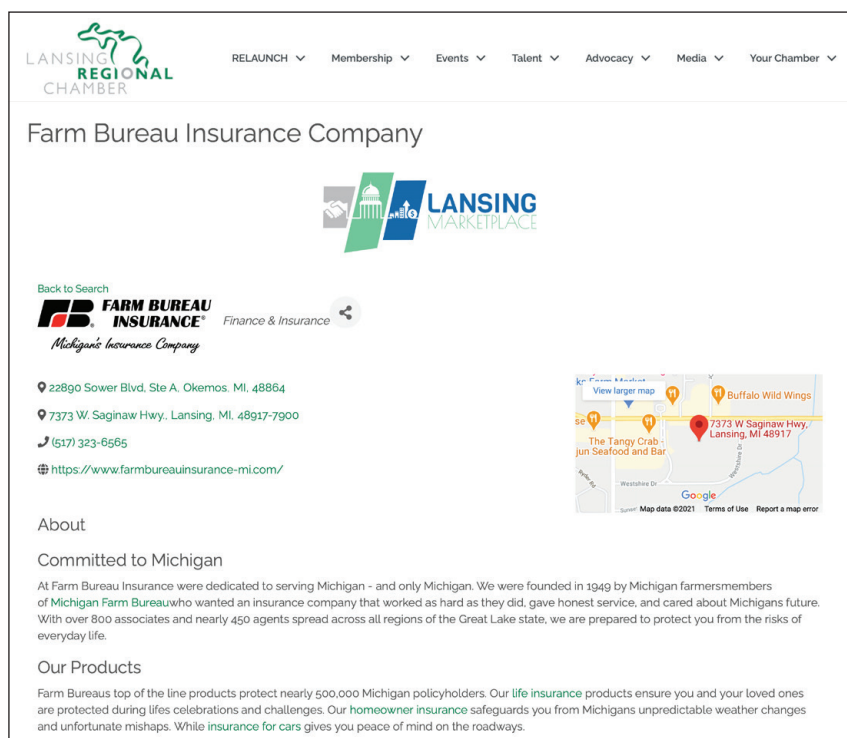 LANSING
REGIONAL
CHAMBER
RELAUNCH Membership Events Talent Advocacy Media Your Chamber
Farm Bureau Insurance Company
LANSING
MARKETPLACE
Back to Search
FARM BUREAU
INSURANCE®
Michigan's Insurance Company
Finance & Insurance
22890 Sower Blvd, Ste A, Okemos, MI, 48864
7373 W. Saginaw Hwy., Lansing, MI, 48917-7900
(517) 323-6565
https://www.farmbureauinsurance-mi.com/
ks Farm Market
View larger map
Buffalo Wild Wings
se
7373 W Saginaw Hwy,
Lansing, MI 48917
The Tangy Crab -
jun Seafood and Bar
Westshire Dr
Westshire Dr
Google
Map data ©2021 Terms of Use Report a map error
About
Committed to Michigan
At Farm Bureau Insurance were dedicated to serving Michigan - and only Michigan. We were founded in 1949 by Michigan farmersmembers
of Michigan Farm Bureauwho wanted an insurance company that worked as hard as they did, gave honest service, and cared about Michigans future.
With over 800 associates and nearly 450 agents spread across all regions of the Great Lake state, we are prepared to protect you from the risks of
everyday life.
Our Products
Farm Bureaus top of the line products protect nearly 500,000 Michigan policyholders. Our life insurance products ensure you and your loved ones
are protected during lifes celebrations and challenges. Our homeowner insurance safeguards you from Michigans unpredictable weather changes
and unfortunate mishaps. While insurance for cars gives you peace of mind on the roadways.